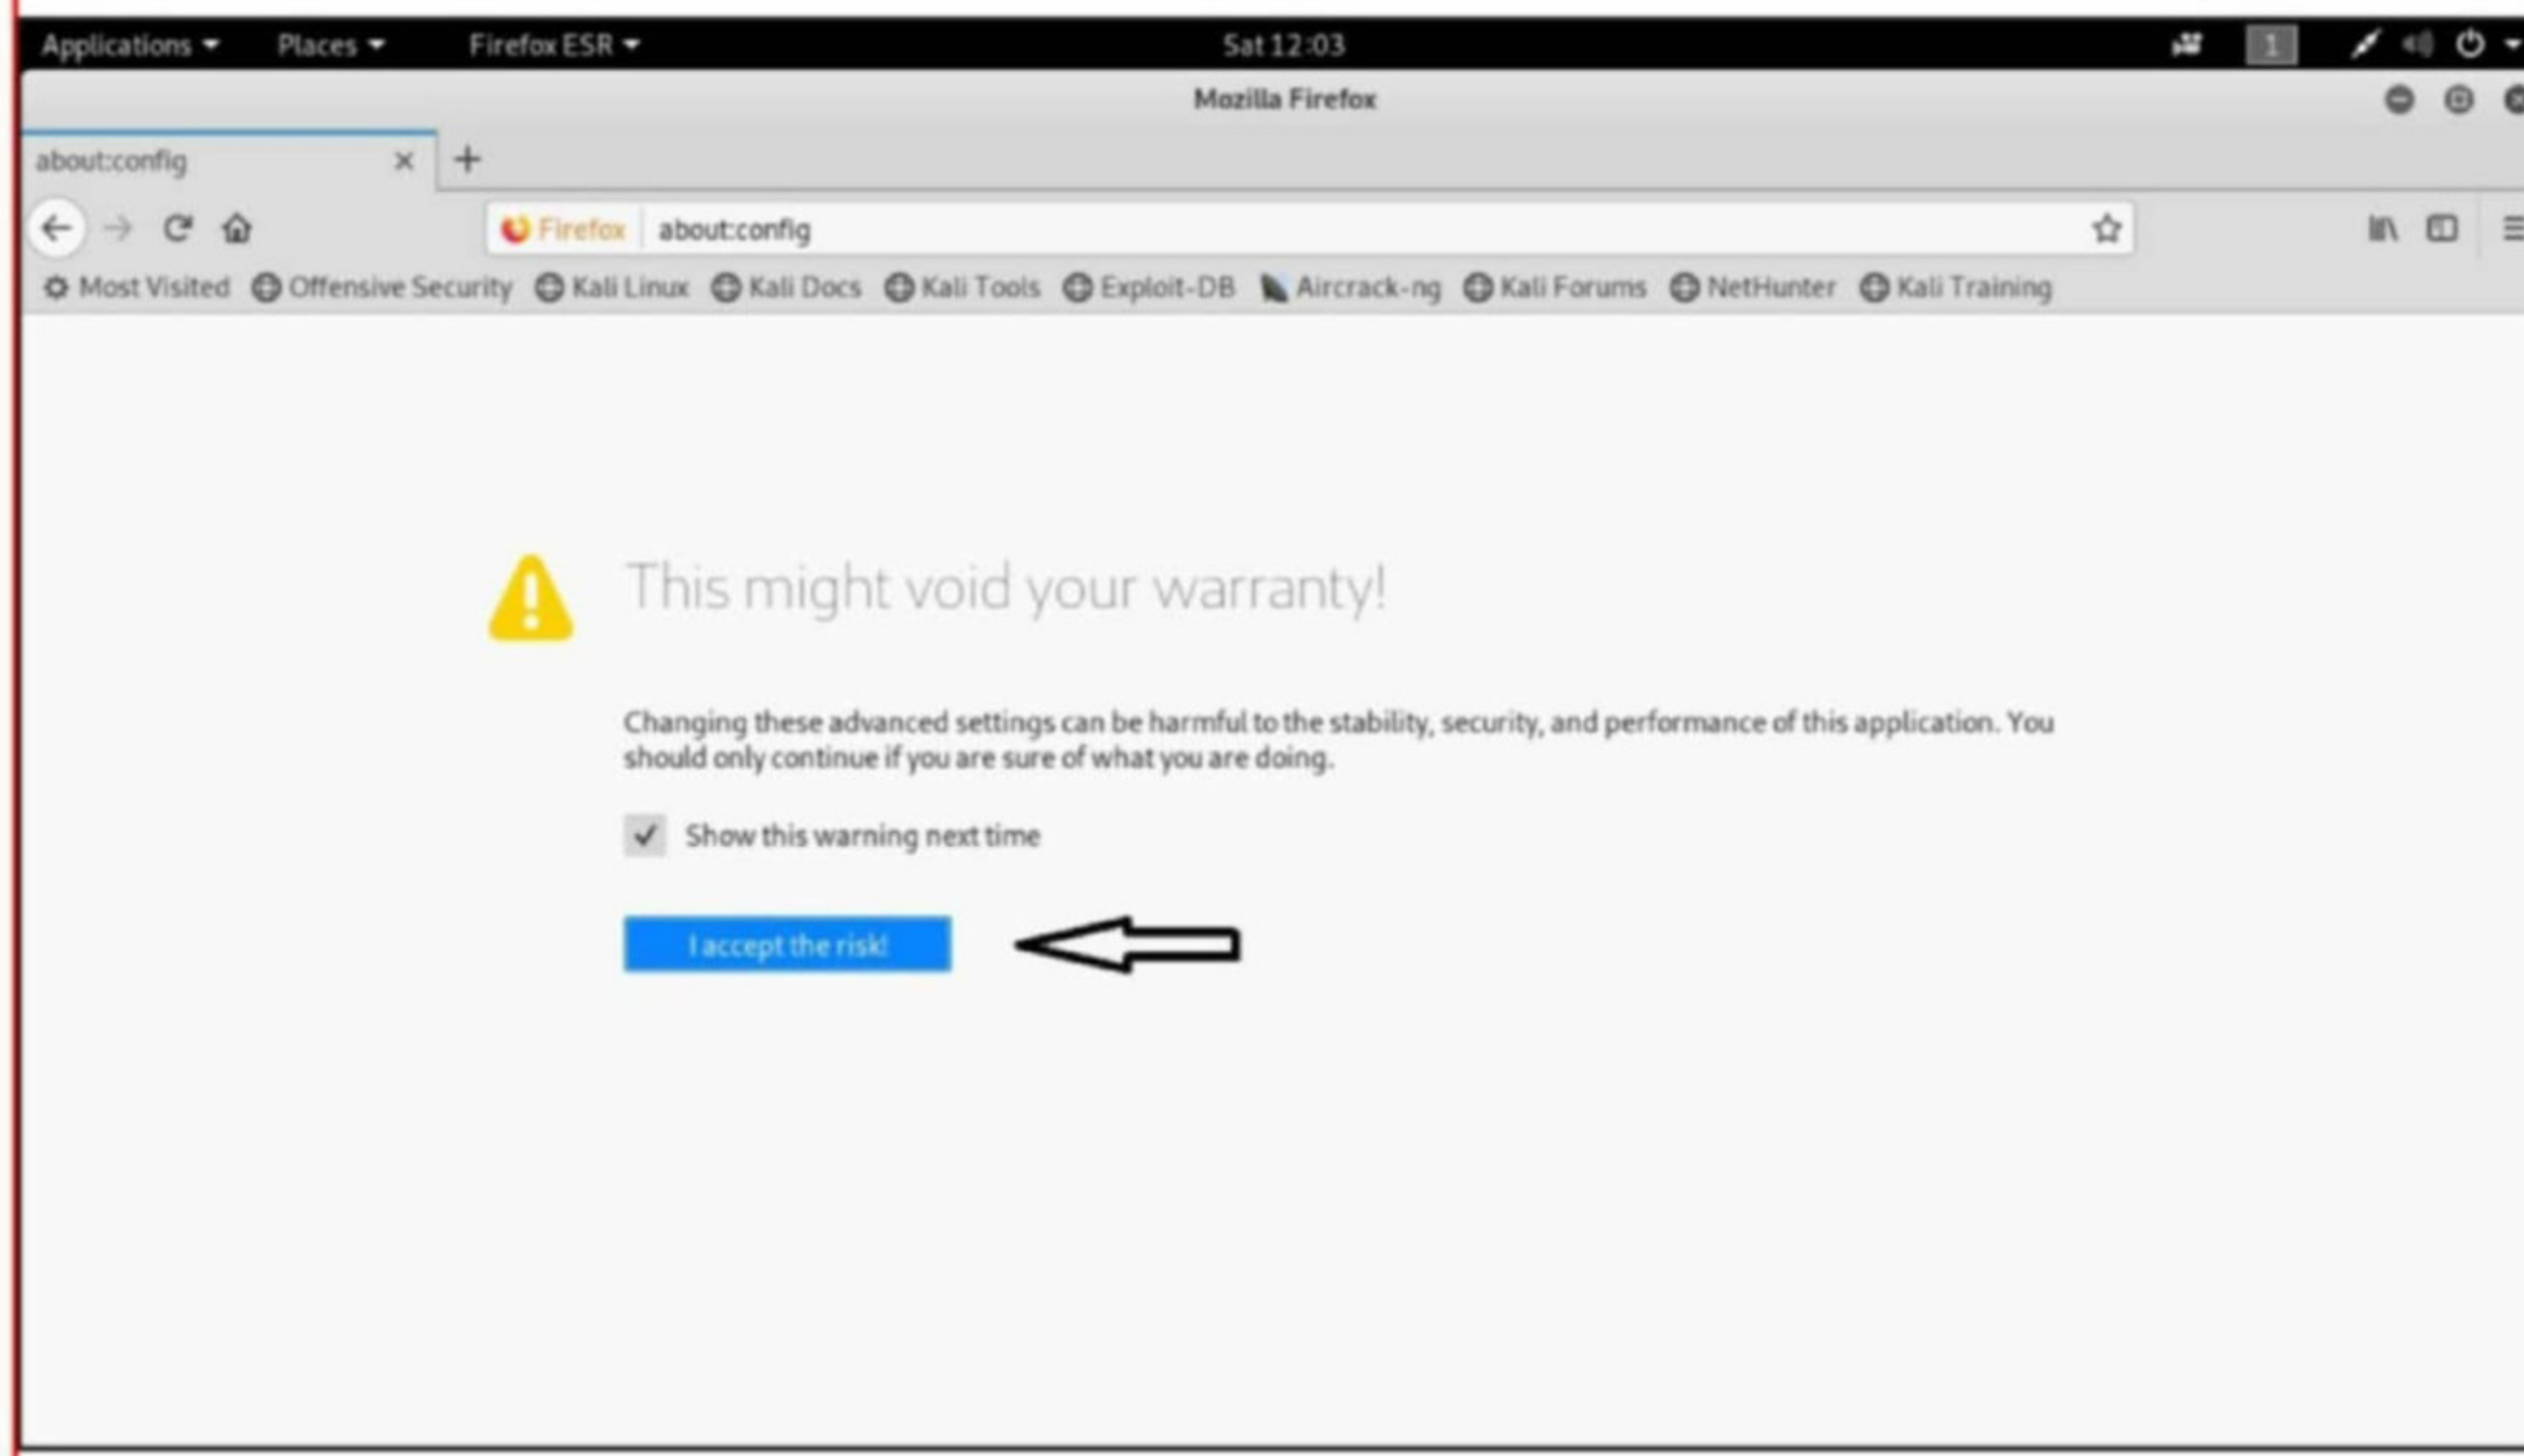 Applications Places Firefox ESR Sat 12:03 1
Mozilla Firefox
about:config
Firefox about:config
Most Visited Offensive Security Kali Linux Kali Docs Kali Tools Exploit-DB Aircrack-ng Kali Forums NetHunter Kali Training
This might void your warranty!
Changing these advanced settings can be harmful to the stability, security, and performance of this application. You
should only continue if you are sure of what you are doing.
Show this warning next time
I accept the risk!